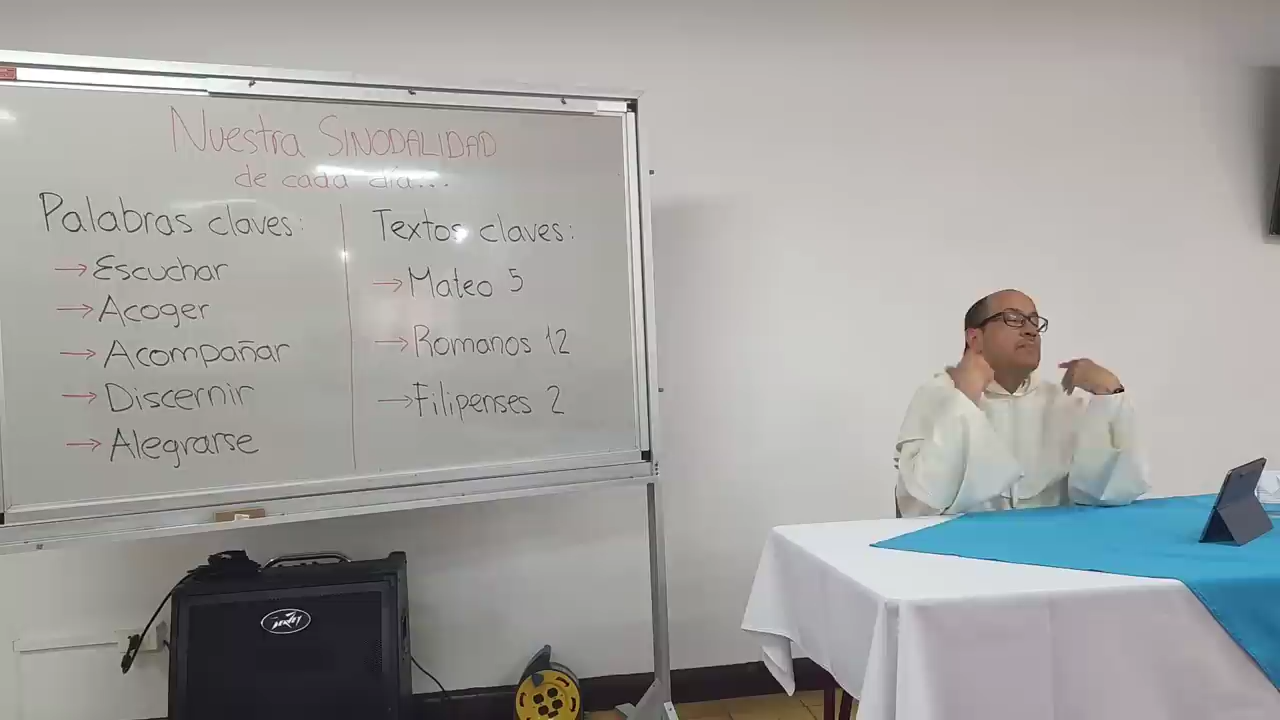 Nuestra SINODALIDAD
de cada día...
Palabras claves:
→Escuchar
→Acoger
→Acompañar
→Discernir
→Alegrarse
Textos claves:
→Mateo 5
→Romanos 12
→Filipenses 2
PEAVEY